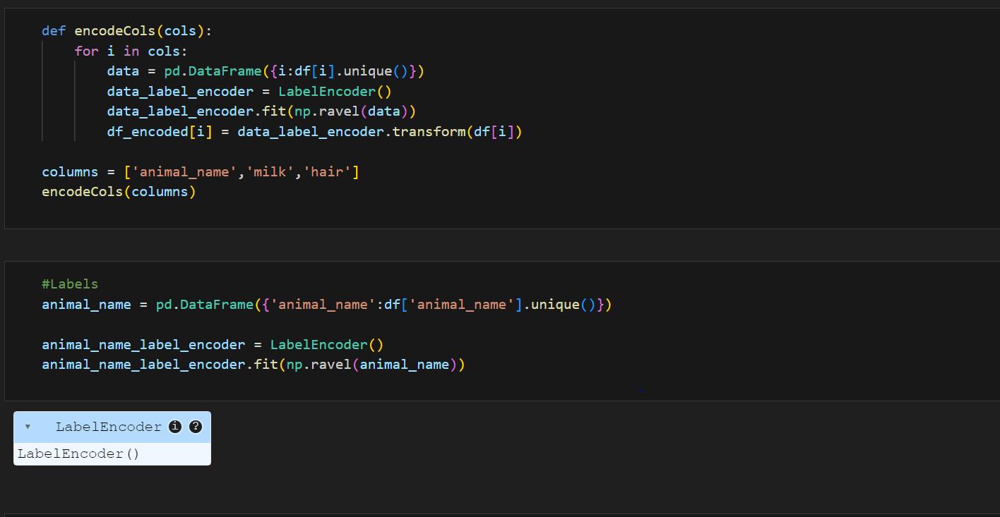 def encodeCols(cols):
    for i in cols:
        data = pd.DataFrame({i:df[i].unique()})
        data_label_encoder = LabelEncoder()
        data_label_encoder.fit(np.ravel(data))
        df_encoded[i] = data_label_encoder.transform(df[i])
columns = ['animal_name','milk','hair']
encodeCols(columns)
#Labels
animal_name = pd.DataFrame({'animal_name':df['animal_name'].unique()})
animal_name_label_encoder = LabelEncoder()
animal_name_label_encoder.fit(np.ravel(animal_name))
▾ LabelEncoder i ?
LabelEncoder()